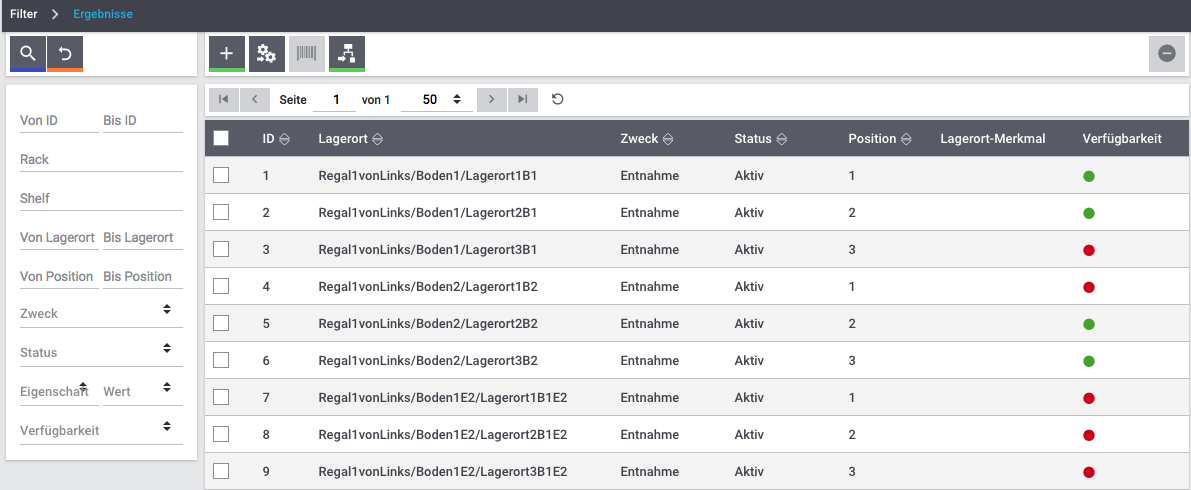 Filter > Ergebnisse
Seite 1 von 1 50
Von ID Bis ID
Rack
Shelf
Von Lagerort Bis Lagerort
Von Position Bis Position
Zweck
Status
Eigenschaft Wert
Verfügbarkeit
ID Lagerort Zweck Status Position Lagerort-Merkmal Verfügbarkeit
1 Regal1vonLinks/Boden1/Lagerort1B1 Entnahme Aktiv 1
2 Regal1vonLinks/Boden1/Lagerort2B1 Entnahme Aktiv 2
3 Regal1vonLinks/Boden1/Lagerort3B1 Entnahme Aktiv 3
4 Regal1vonLinks/Boden2/Lagerort1B2 Entnahme Aktiv 1
5 Regal1vonLinks/Boden2/Lagerort2B2 Entnahme Aktiv 2
6 Regal1vonLinks/Boden2/Lagerort3B2 Entnahme Aktiv 3
7 Regal1vonLinks/Boden1E2/Lagerort1B1E2 Entnahme Aktiv 1
8 Regal1vonLinks/Boden1E2/Lagerort2B1E2 Entnahme Aktiv 2
9 Regal1vonLinks/Boden1E2/Lagerort3B1E2 Entnahme Aktiv 3